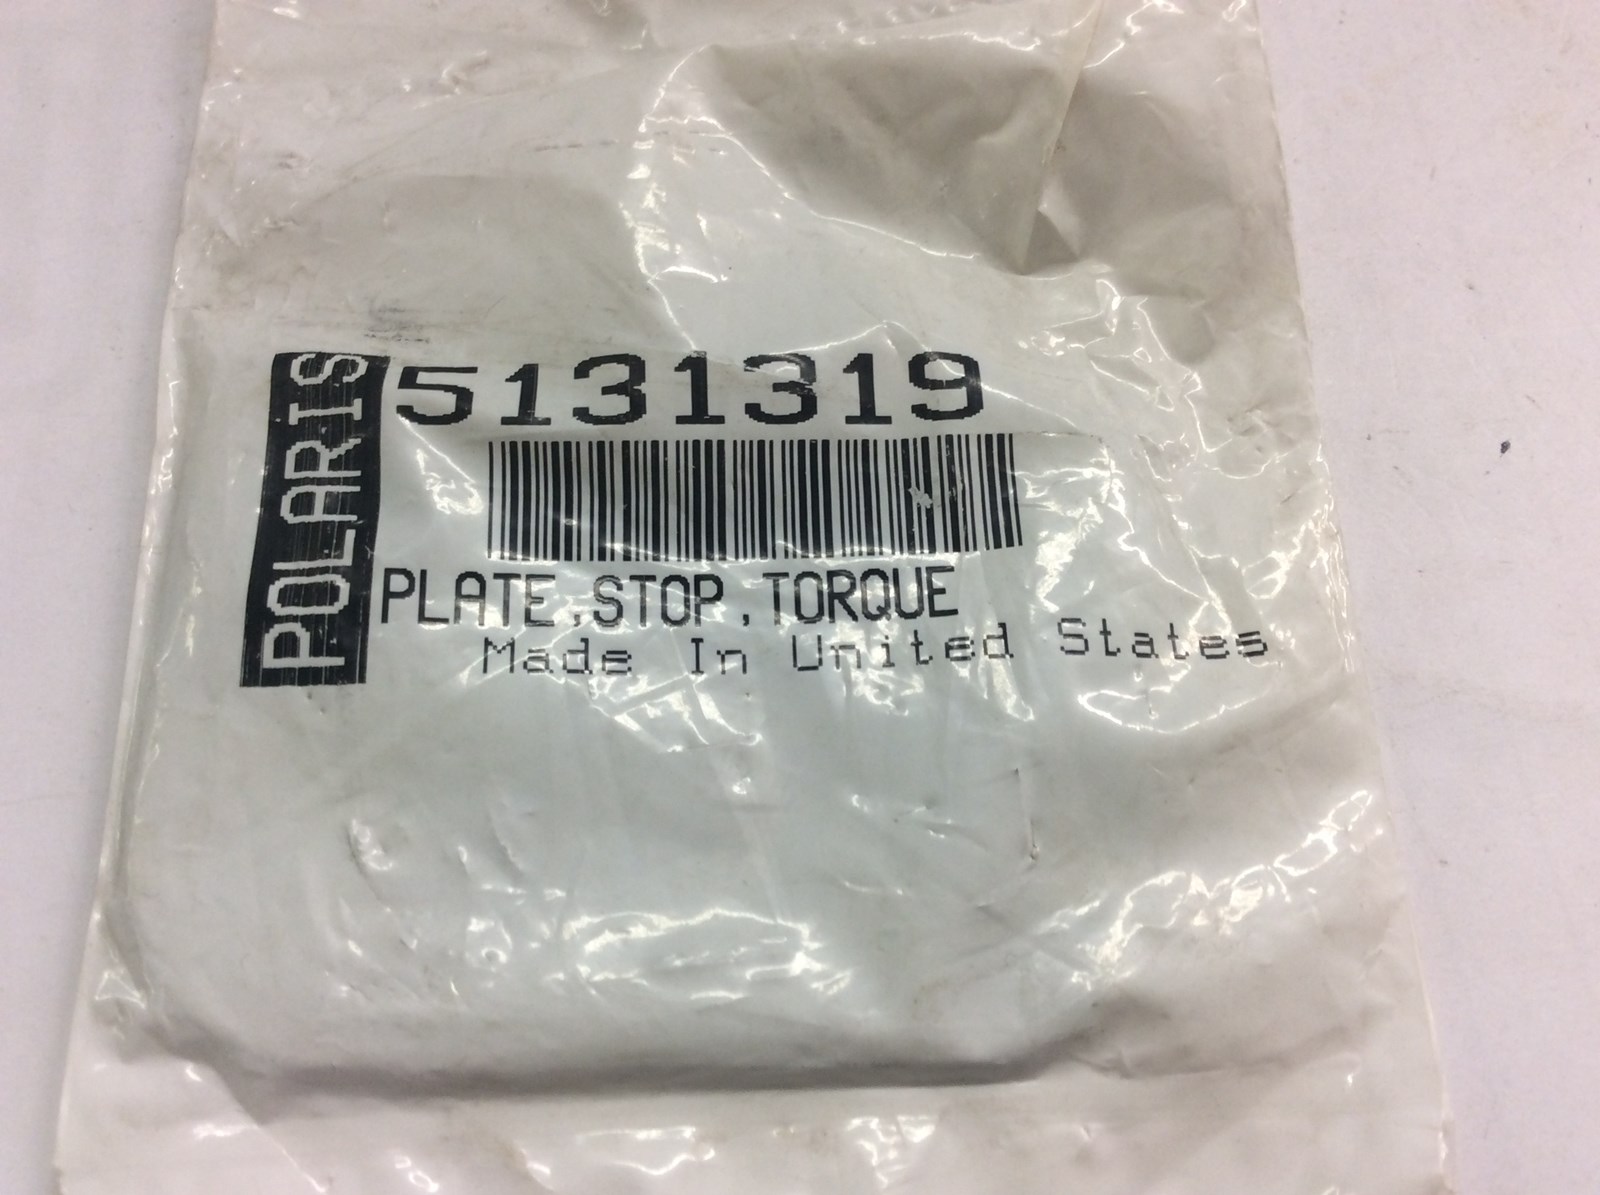 POLARIS
5131319
PLATE,STOP,TORQUE
Made In United States